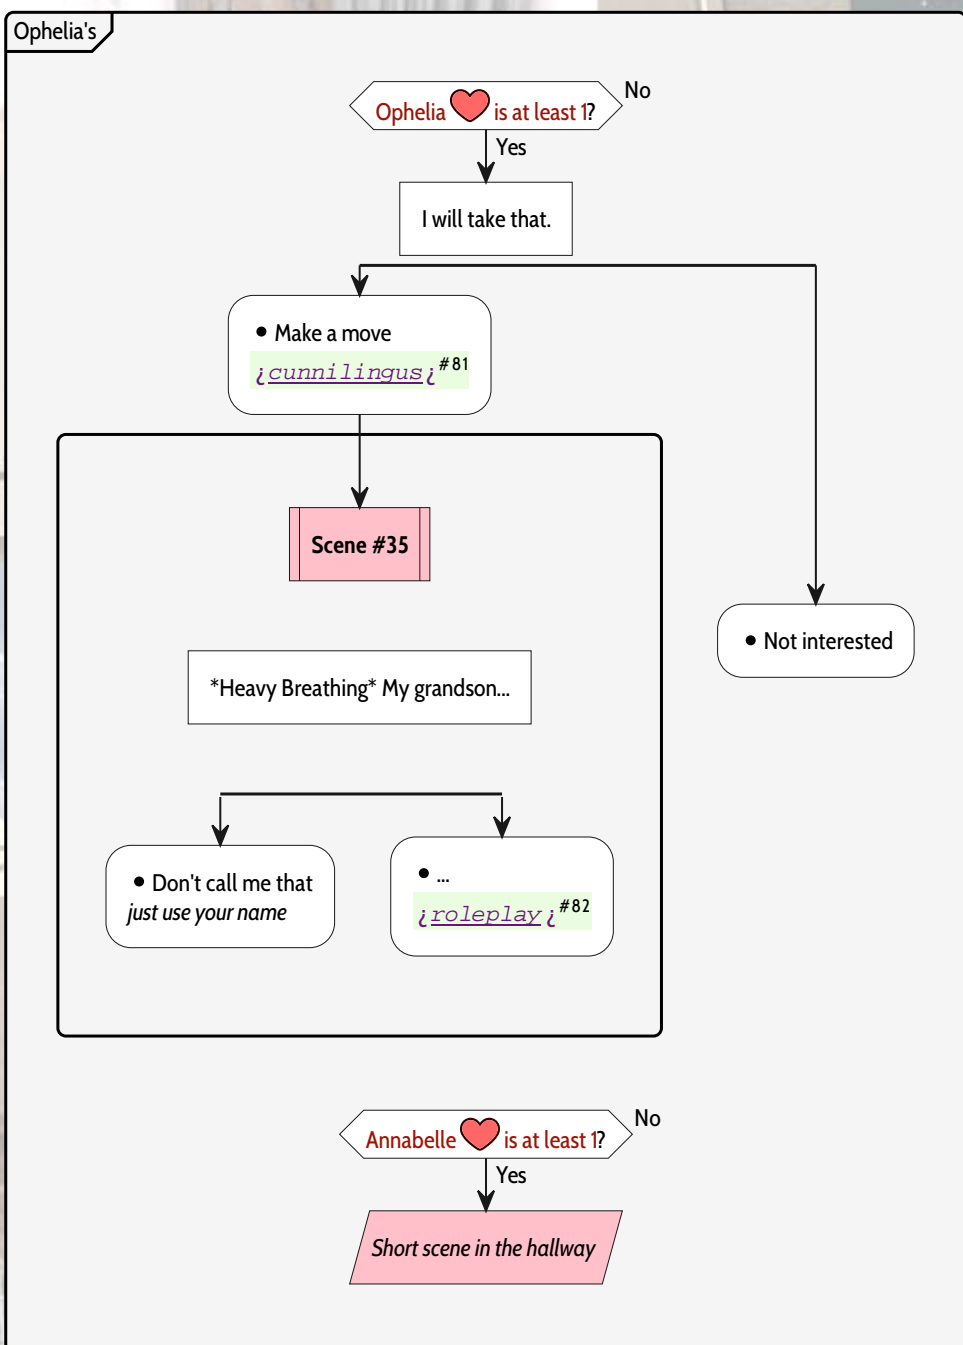 Ophelia's
Ophelia is at least 1?
No
Yes
I will take that.
• Make a move
¿cunnilingus¿#81
Scene #35
• Not interested
*Heavy Breathing* My grandson...
• Don't call me that
just use your name
• ...
¿roleplay¿#82
Annabelle is at least 1?
No
Yes
Short scene in the hallway